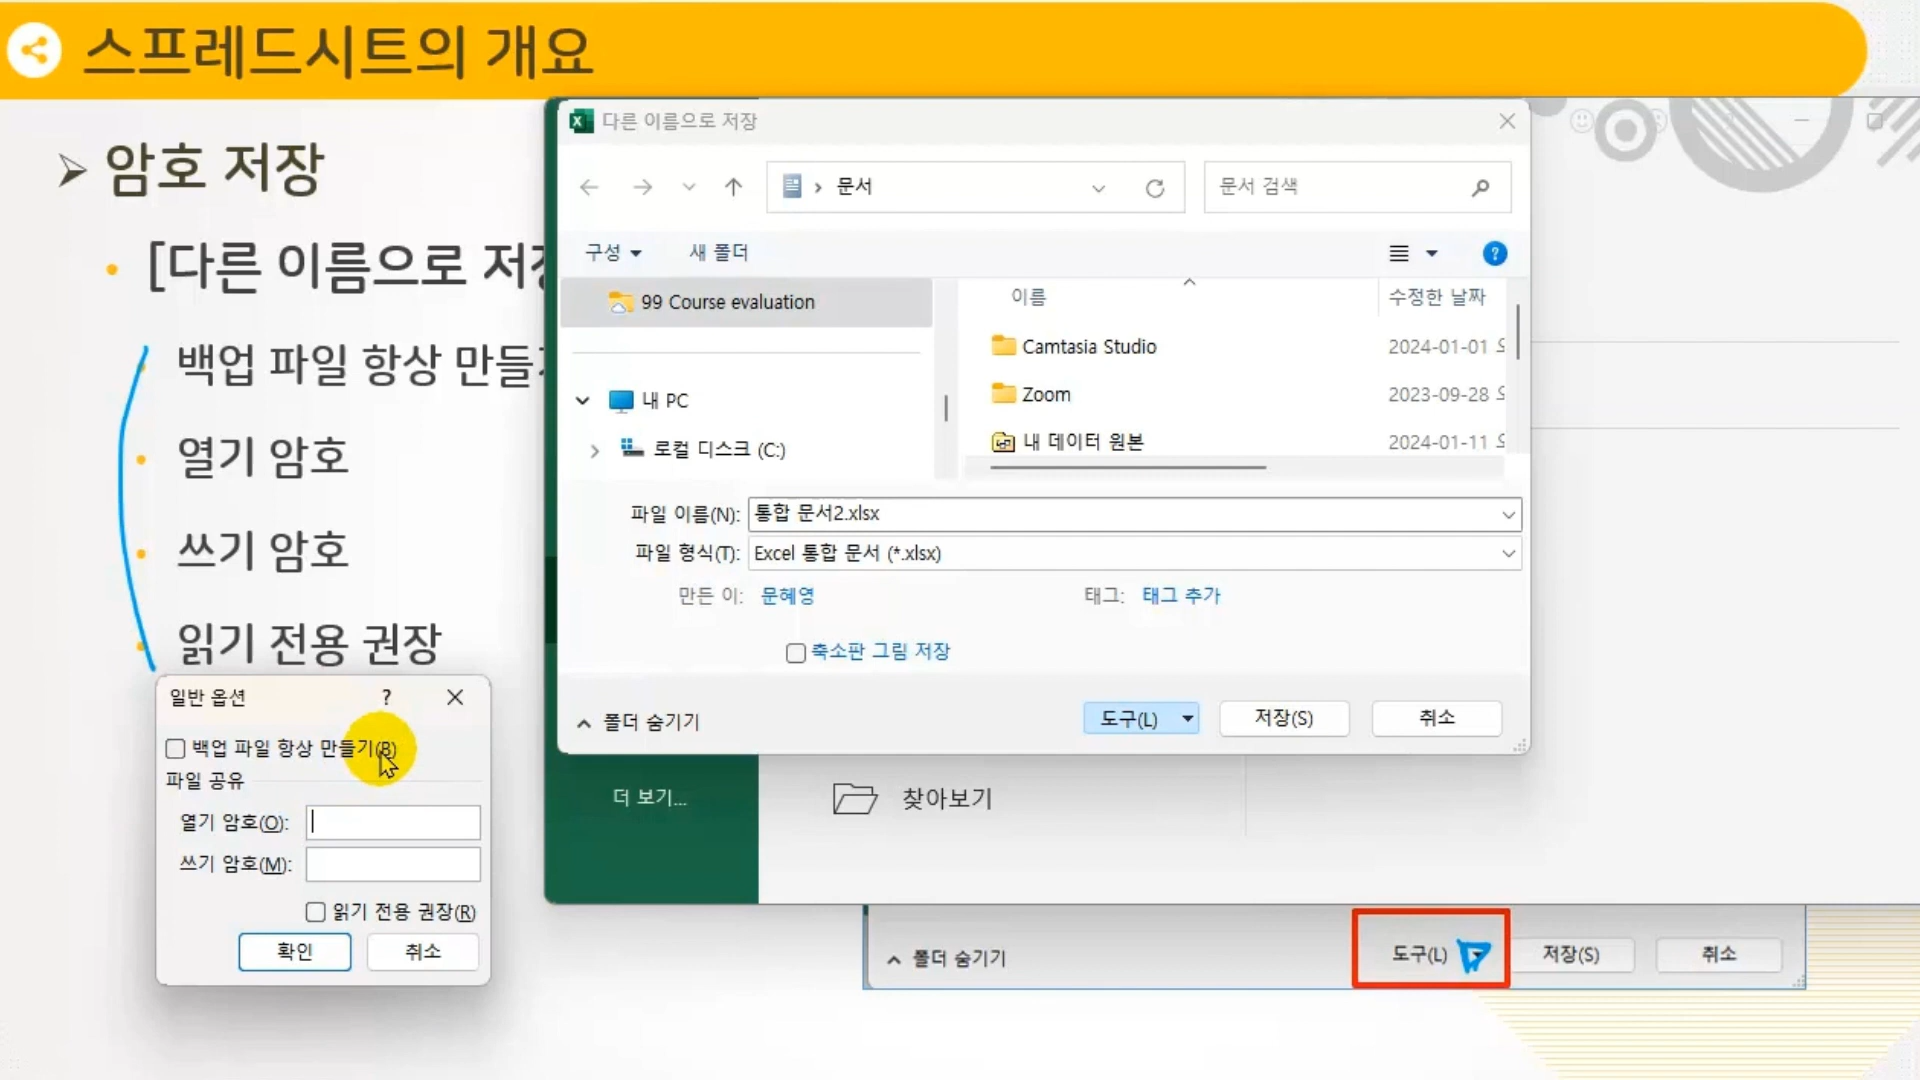 스프레드시트의 개요
암호 저장
[다른 이름으로 저장
백업 파일 항상 만들기
열기 암호
쓰기 암호
읽기 전용 권장
다른 이름으로 저장
문서
문서 검색
구성
새 폴더
99 Course evaluation
내 PC
로컬 디스크 (C:)
이름
수정한 날짜
Camtasia Studio
2024-01-01 오
Zoom
2023-09-28 오
내 데이터 원본
2024-01-11 오
파일 이름(N):
통합 문서2.xlsx
파일 형식(T):
Excel 통합 문서 (*.xlsx)
만든 이:
문혜영
태그:
태그 추가
축소판 그림 저장
폴더 숨기기
도구(L)
저장(S)
취소
더 보기...
찾아보기
일반 옵션
?
백업 파일 항상 만들기(B)
파일 공유
열기 암호(O):
쓰기 암호(M):
읽기 전용 권장(R)
확인
취소
폴더 숨기기
도구(L)
저장(S)
취소